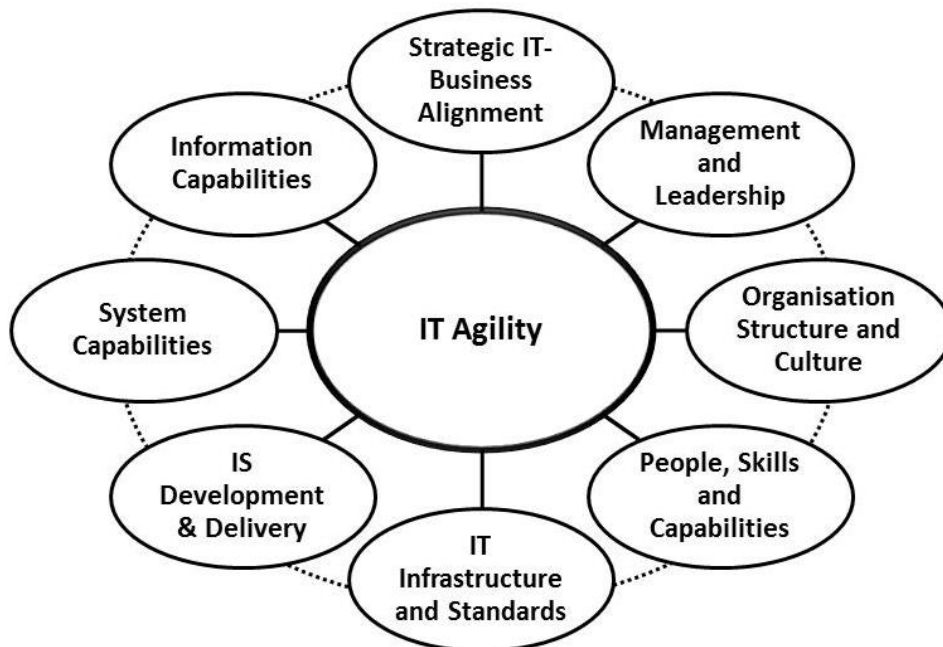 Strategic IT-
Business
Alignment
Management
and
Leadership
Organisation
Structure and
Culture
People, Skills
and
Capabilities
IT
Infrastructure
and Standards
IS
Development
& Delivery
System
Capabilities
Information
Capabilities
IT Agility